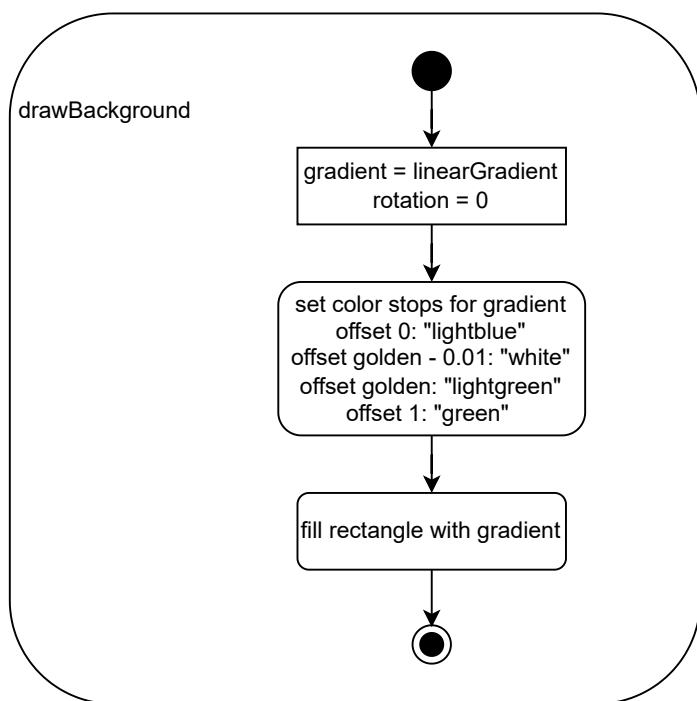 drawBackground
gradient = linearGradient
rotation = 0
set color stops for gradient
offset 0: "lightblue"
offset golden - 0.01: "white"
offset golden: "lightgreen"
offset 1: "green"
fill rectangle with gradient